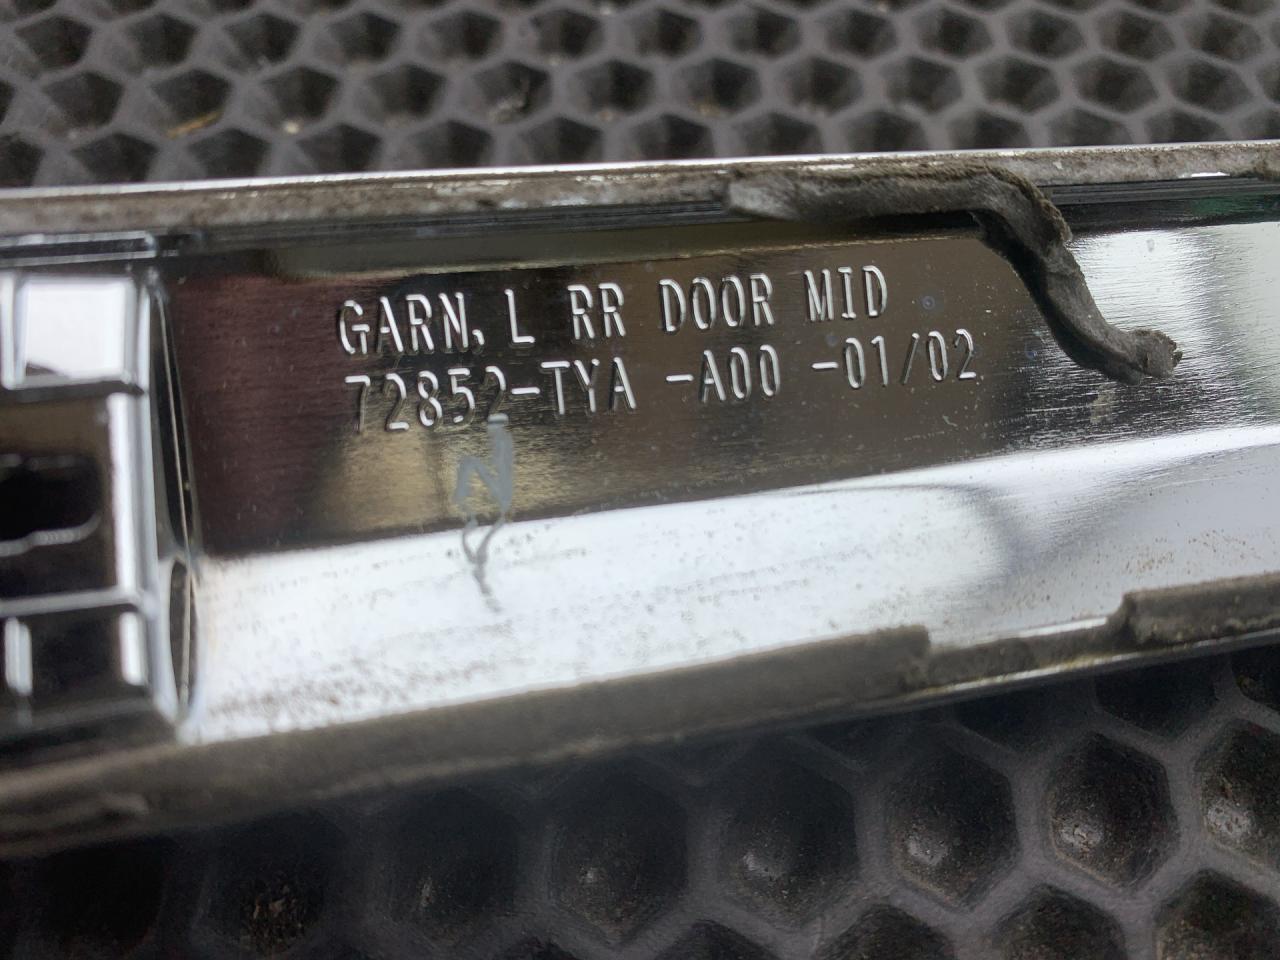 GARN, L RR DOOR MID
72852-TYA -A00 -01/02
N